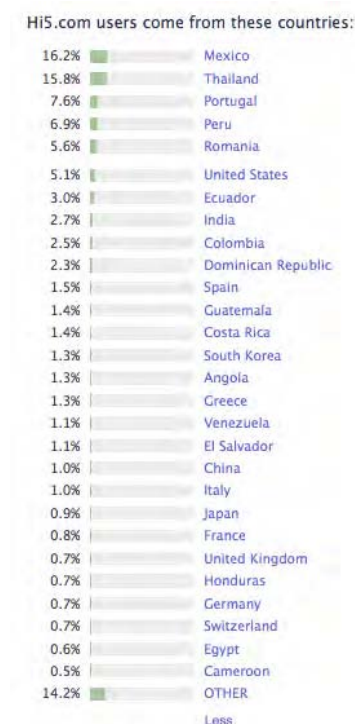 Hi5.com users come from these countries:
16.2% Mexico
15.8% Thailand
7.6% Portugal
6.9% Peru
5.6% Romania
5.1% United States
3.0% Ecuador
2.7% India
2.5% Colombia
2.3% Dominican Republic
1.5% Spain
1.4% Guatemala
1.4% Costa Rica
1.3% South Korea
1.3% Angola
1.3% Greece
1.1% Venezuela
1.1% El Salvador
1.0% China
1.0% Italy
0.9% Japan
0.8% France
0.7% United Kingdom
0.7% Honduras
0.7% Germany
0.7% Switzerland
0.6% Egypt
0.5% Cameroon
14.2% OTHER
Less